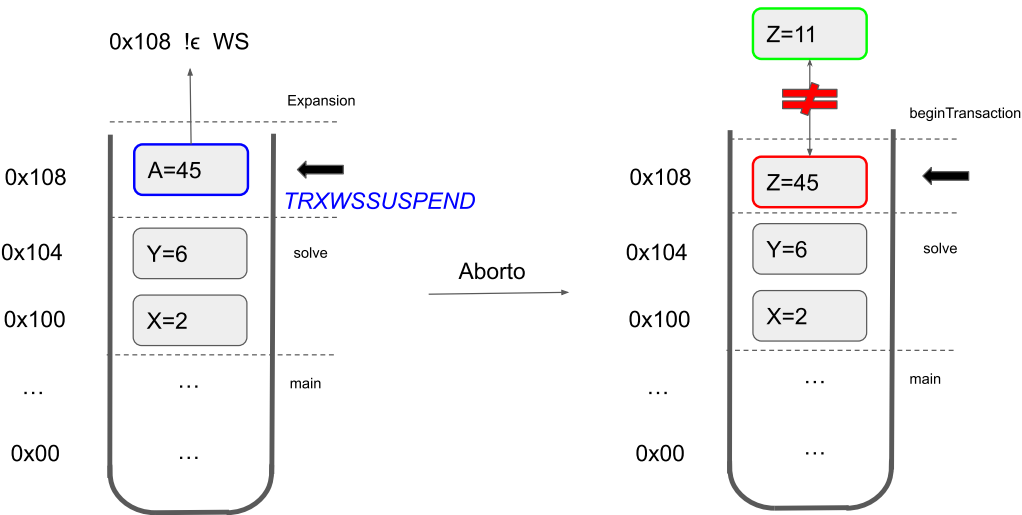 0x108 !ϵ WS
Expansion
0x108
A=45
TRXWSSUSPEND
0x104
Y=6
solve
0x100
X=2
...
...
main
0x00
...
Aborto
Z=11
≠
beginTransaction
0x108
Z=45
0x104
Y=6
solve
0x100
X=2
...
...
main
0x00
...